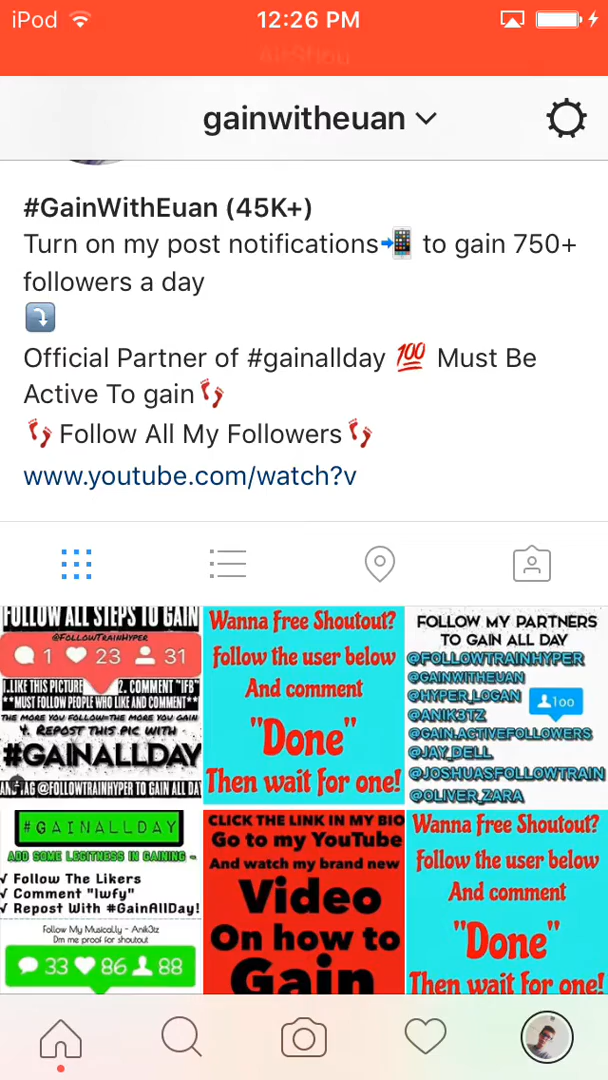 iPod 12:26 PM
gainwitheuan
#GainWithEuan (45K+)
Turn on my post notifications📲 to gain 750+
followers a day
⤵️
Official Partner of #gainallday 💯 Must Be
Active To gain👣
👣Follow All My Followers👣
www.youtube.com/watch?v
FOLLOW ALL STEPS TO GAIN
@FOLLOWTRAINHYPER
1 23 31
1.LIKE THIS PICTURE 2. COMMENT "IFB"
**MUST FOLLOW PEOPLE WHO LIKE AND COMMENT**
THE MORE YOU FOLLOW=THE MORE YOU GAIN
4. REPOST THIS PIC WITH -
#GAINALLDAY
TAG @FOLLOWTRAINHYPER TO GAIN ALL DAY
Wanna Free Shoutout?
follow the user below
And comment
"Done"
Then wait for one!
FOLLOW MY PARTNERS
TO GAIN ALL DAY
@FOLLOWTRAINHYPER
@GAINWITHEUAN
@HYPER_LOGAN
@ANIK3TZ
100
@GAIN.ACTIVEFOLLOWERS
@JAY_DELL
@JOSHUASFOLLOWTRAIN
@OLIVER_ZARA
#GAINALLDAY
ADD SOME LEGITNESS IN GAINING -
√ Follow The Likers
√ Comment "lwfy"
√ Repost With #GainAllDay!
Follow My Musically - Anik3tz
Dm me proof for shoutout
33 86 88
CLICK THE LINK IN MY BIO
Go to my YouTube
And watch my brand new
Video
On how to
Gain
Wanna Free Shoutout?
follow the user below
And comment
"Done"
Then wait for one!